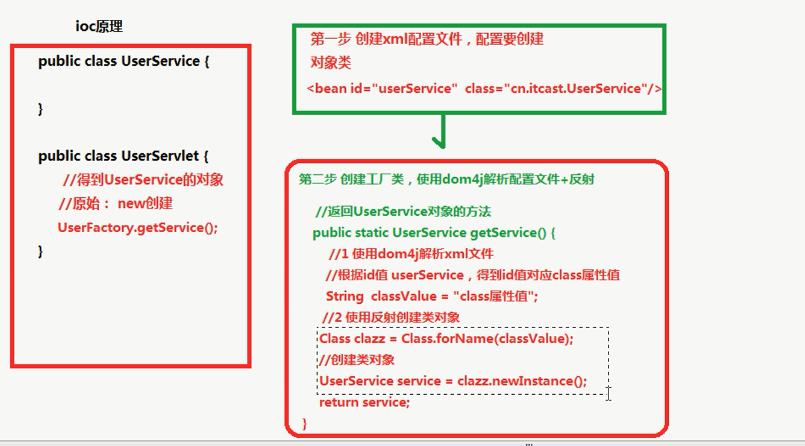 ioc原理
public class UserService {
}
public class UserServlet {
//得到UserService的对象
//原始： new创建
UserFactory.getService();
}
第一步 创建xml配置文件，配置要创建
对象类
<bean id="userService" class="cn.itcast.UserService"/>
第二步 创建工厂类，使用dom4j解析配置文件+反射
//返回UserService对象的方法
public static UserService getService() {
//1 使用dom4j解析xml文件
//根据id值 userService，得到id值对应class属性值
String classValue = "class属性值";
//2 使用反射创建类对象
Class clazz = Class.forName(classValue);
//创建类对象
UserService service = clazz.newInstance();
return service;
}